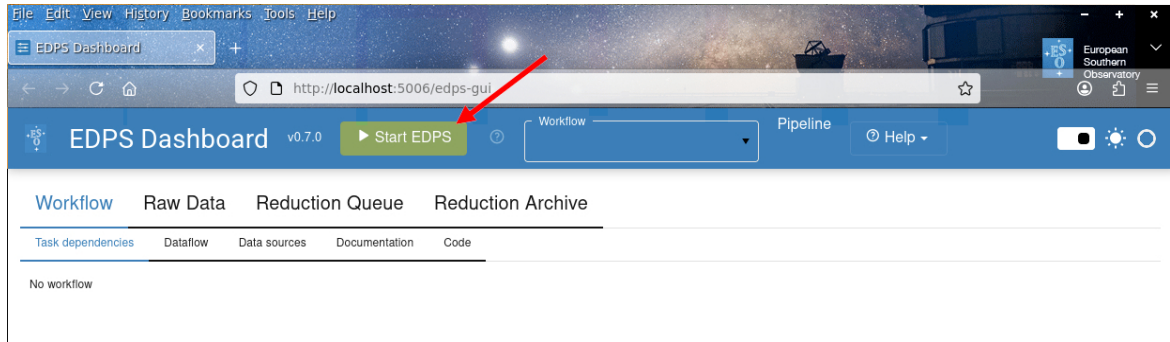 File Edit View History Bookmarks Tools Help
EDPS Dashboard × +
ES
O
European
Southern
Observatory
http://localhost:5006/edps-gui
ES
O
EDPS Dashboard v0.7.0 Start EDPS ? Workflow Pipeline ? Help
Workflow Raw Data Reduction Queue Reduction Archive
Task dependencies Dataflow Data sources Documentation Code
No workflow